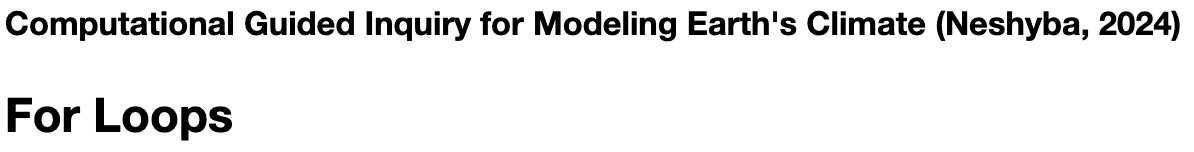 Computational Guided Inquiry for Modeling Earth's Climate (Neshyba, 2024)
For Loops